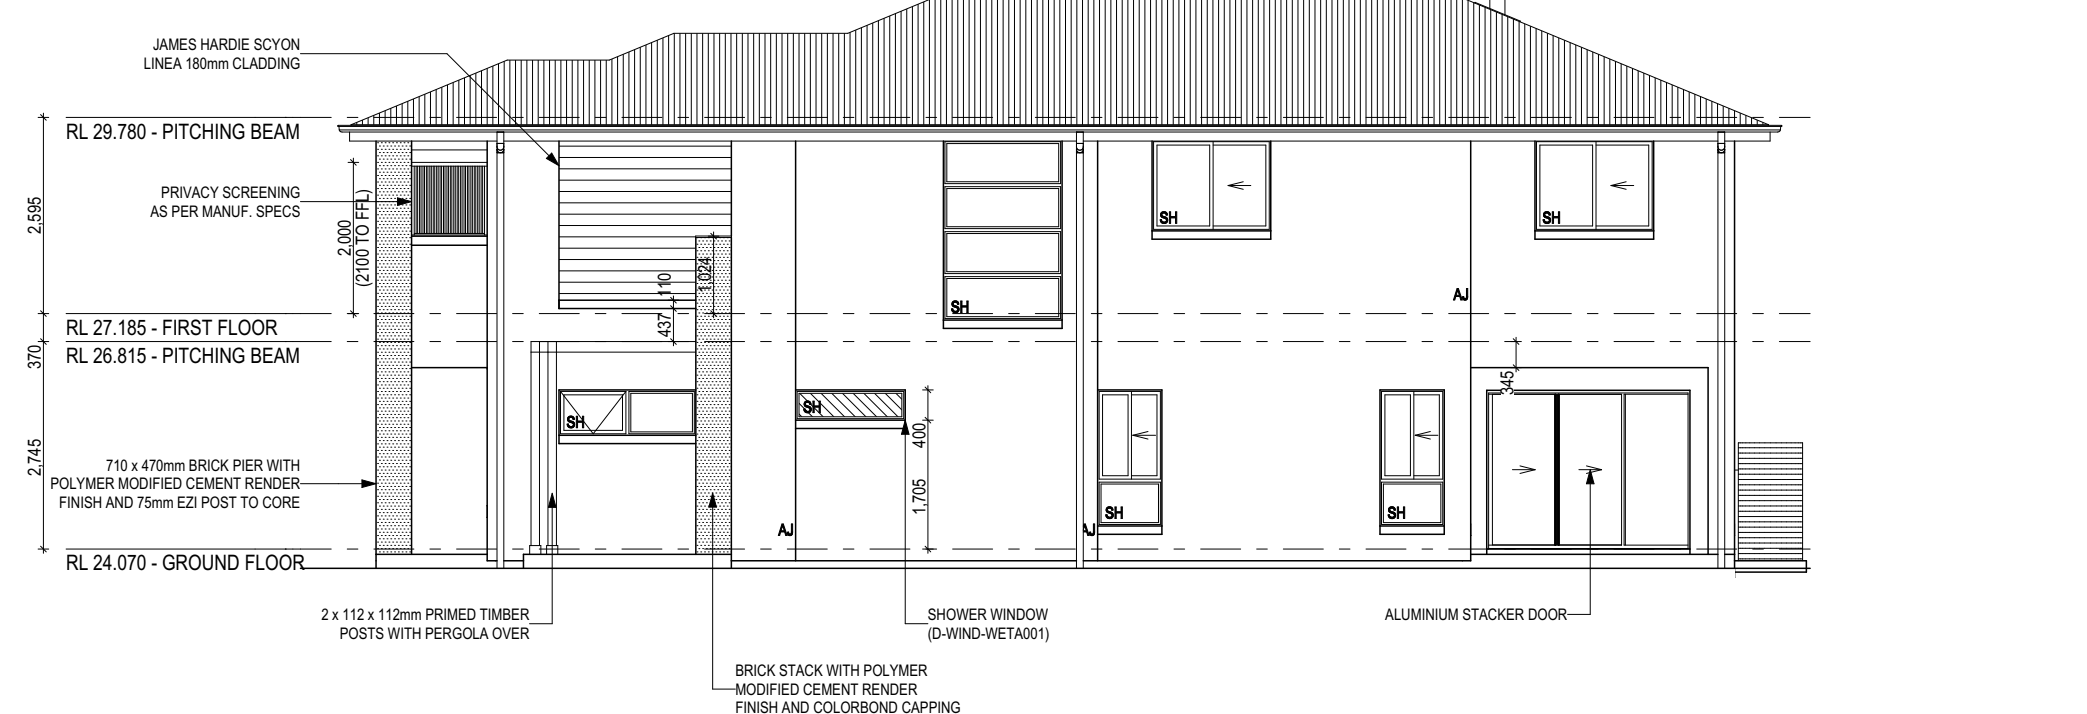 JAMES HARDIE SCYON
LINEA 180mm CLADDING
RL 29.780 - PITCHING BEAM
PRIVACY SCREENING
AS PER MANUF. SPECS
2,595
2,000
(2100 TO FFL)
SH
SH
SH
110
1,024
AJ
RL 27.185 - FIRST FLOOR
437
370
RL 26.815 - PITCHING BEAM
345
SH
SH
400
2,745
710 x 470mm BRICK PIER WITH
POLYMER MODIFIED CEMENT RENDER
FINISH AND 75mm EZI POST TO CORE
1,705
SH
SH
AJ
AJ
RL 24.070 - GROUND FLOOR
2 x 112 x 112mm PRIMED TIMBER
POSTS WITH PERGOLA OVER
SHOWER WINDOW
(D-WIND-WETA001)
ALUMINIUM STACKER DOOR
BRICK STACK WITH POLYMER
MODIFIED CEMENT RENDER
FINISH AND COLORBOND CAPPING